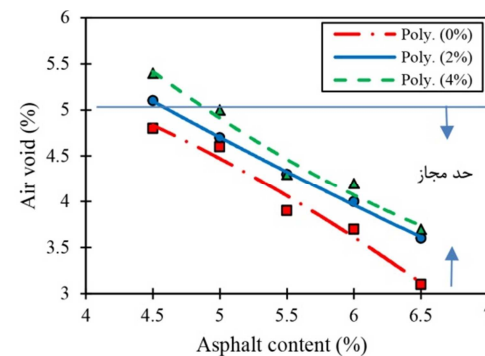 6
5.5
5
4.5
4
3.5
3
Air void (%)
Poly. (0%)
Poly. (2%)
Poly. (4%)
حد مجاز
4
4.5
5
5.5
6
6.5
Asphalt content (%)